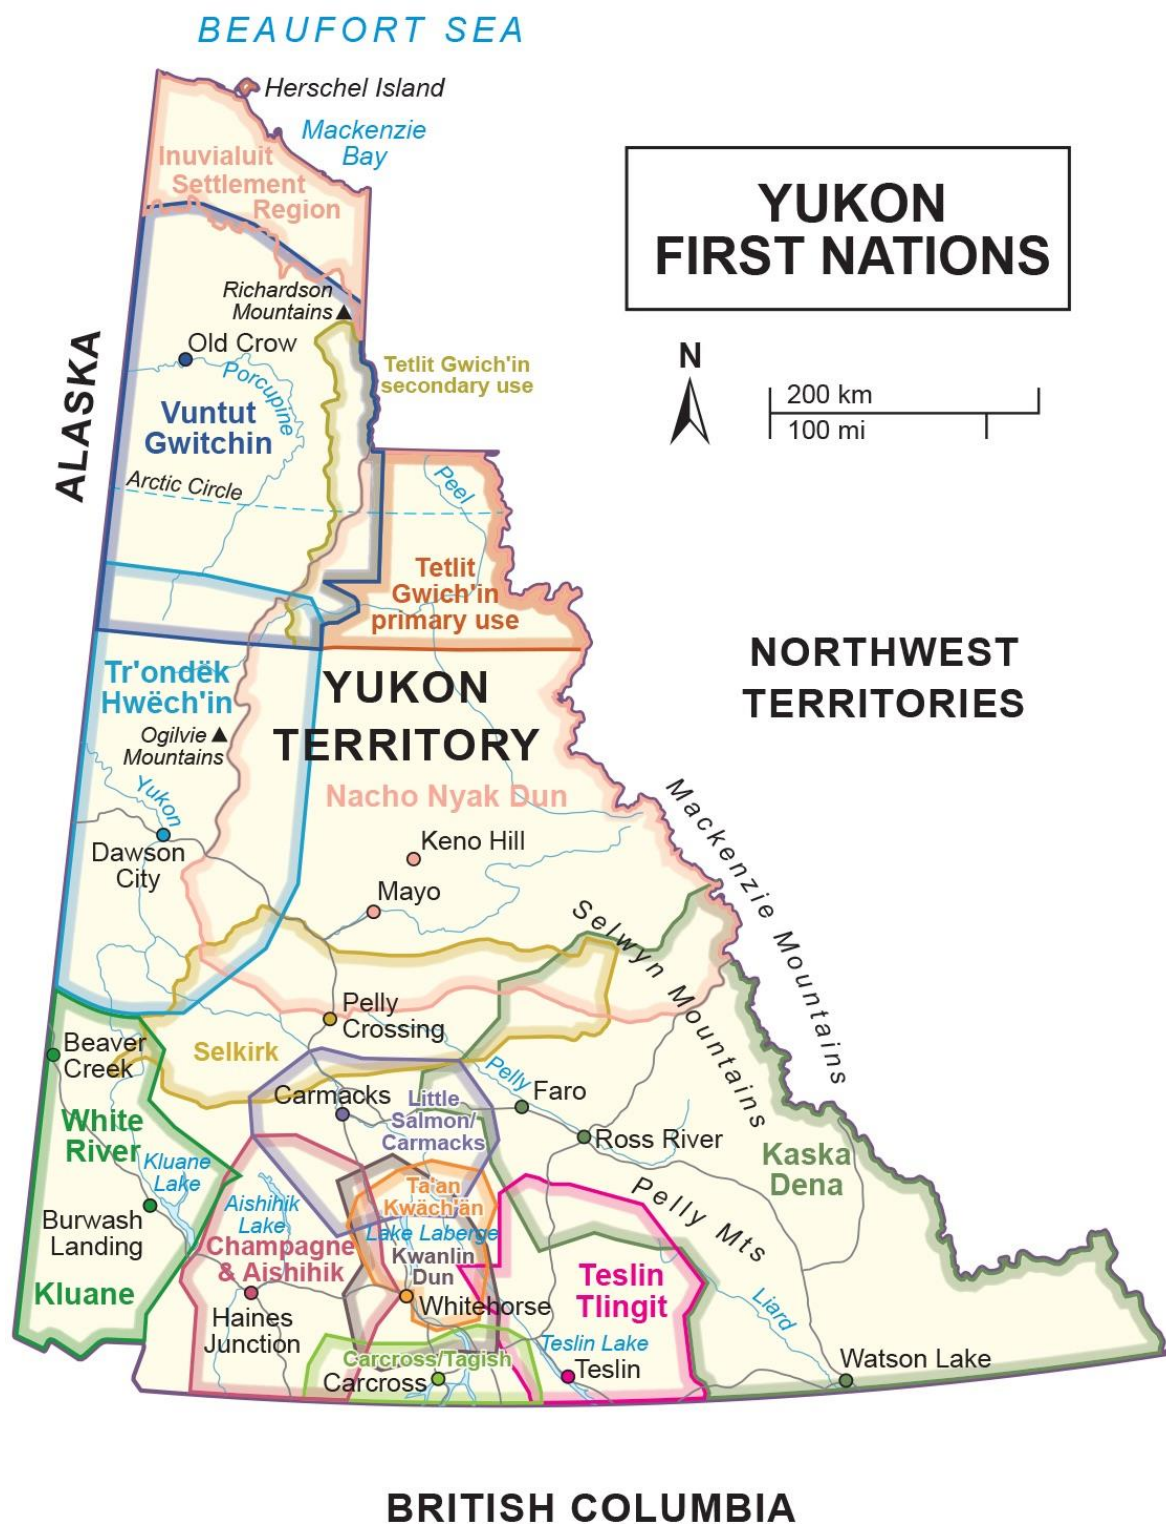 BEAUFORT SEA
Herschel Island
Mackenzie
Bay
Inuvialuit
Settlement
Region
YUKON
FIRST NATIONS
Richardson
Mountains
Old Crow
Porcupine
Tetlit Gwich'in
secondary use
N
200 km
100 mi
ALASKA
Vuntut
Gwitchin
Arctic Circle
Peel
Tetlit
Gwich'in
primary use
NORTHWEST
TERRITORIES
Tr'ondëk
Hwëch'in
YUKON
TERRITORY
Ogilvie
Mountains
Yukon
Nacho Nyak Dun
Mackenzie Mountains
Keno Hill
Dawson
City
Mayo
Selwyn Mountains
Pelly
Crossing
Selkirk
Beaver
Creek
Carmacks
Little
Salmon/
Carmacks
Pelly
Faro
White
River
Ross River
Kaska
Dena
Kluane
Lake
Aishihik
Lake
Ta'an
Kwäch'än
Lake Laberge
Pelly Mts
Burwash
Landing
Champagne
& Aishihik
Kwanlin
Dun
Teslin
Tlingit
Kluane
Whitehorse
Liard
Haines
Junction
Teslin Lake
Carcross/Tagish
Carcross
Teslin
Watson Lake
BRITISH COLUMBIA